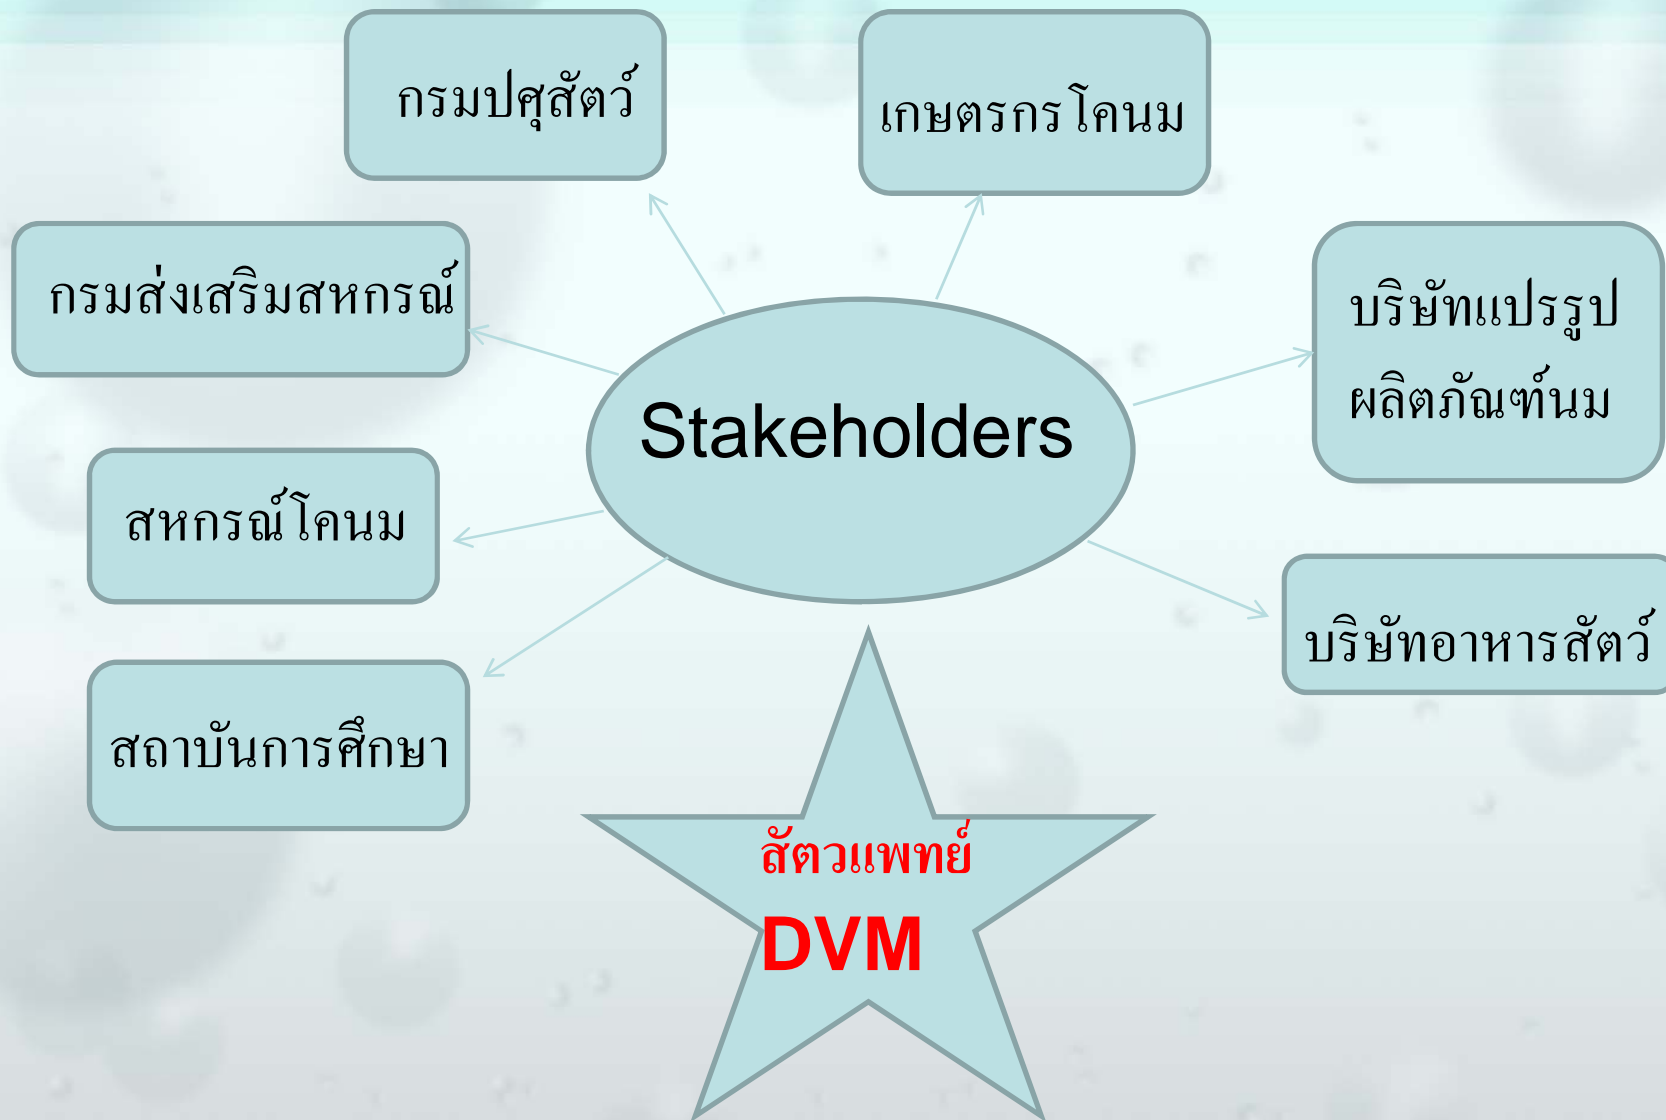 กรมปศุสัตว์
เกษตรกรโคนม
กรมส่งเสริมสหกรณ์
บริษัทแปรรูป
ผลิตภัณฑ์นม
Stakeholders
สหกรณ์โคนม
บริษัทอาหารสัตว์
สถาบันการศึกษา
สัตวแพทย์
DVM